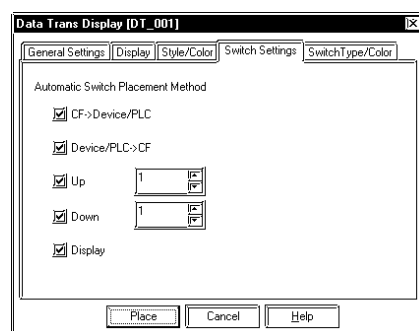 Data Trans Display [DT_001]
General Settings Display Style/Color Switch Settings SwitchType/Color
Automatic Switch Placement Method
CF->Device/PLC
Device/PLC->CF
Up 1
Down 1
Display
Place Cancel Help